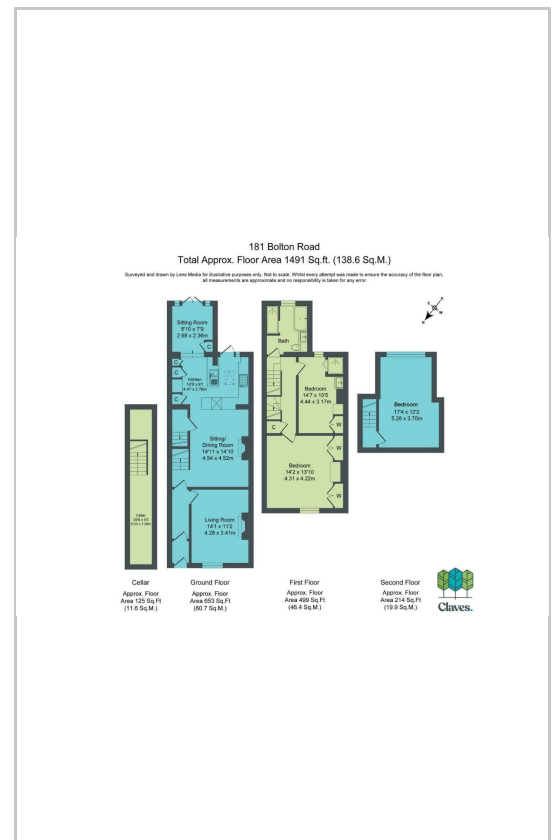 181 Bolton Road
Total Approx. Floor Area 1491 Sq.ft. (138.6 Sq.M.)
Surveyed and drawn by Lens Media for illustrative purposes only. Not to scale. Whilst every attempt was made to ensure the accuracy of the floor plan,
all measurements are approximate and no responsibility is taken for any error.
Sitting Room
8'10 x 7'9
2.68 x 2.36m
C
C
Kitchen
C
C
Sitting/
Dining Room
14'11 x 14'10
4.54 x 4.52m
Living Room
14'1 x 11'2
4.28 x 3.41m
Cellar
Bath
Bedroom
14'7 x 10'5
4.44 x 3.17m
W
C
Bedroom
14'2 x 13'10
4.31 x 4.22m
W
W
Bedroom
17'4 x 12'2
5.28 x 3.70m
N
E
S
W
Cellar
Approx. Floor
Area 125 Sq.Ft
(11.6 Sq.M.)
Ground Floor
Approx. Floor
Area 653 Sq.Ft
(60.7 Sq.M.)
First Floor
Approx. Floor
Area 499 Sq.Ft
(46.4 Sq.M.)
Second Floor
Approx. Floor
Area 214 Sq.Ft
(19.9 Sq.M.)
Claves.